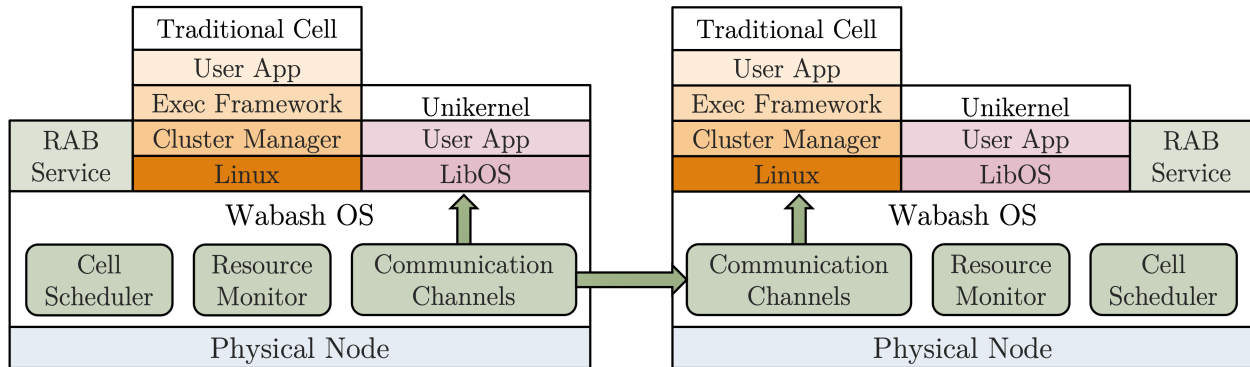 Traditional Cell
User App
Exec Framework
Unikernel
RAB
Service
Cluster Manager
User App
Linux
LibOS
Wabash OS
Cell
Scheduler
Resource
Monitor
Communication
Channels
Physical Node
Traditional Cell
User App
Exec Framework
Unikernel
Cluster Manager
User App
RAB
Service
Linux
LibOS
Wabash OS
Communication
Channels
Resource
Monitor
Cell
Scheduler
Physical Node